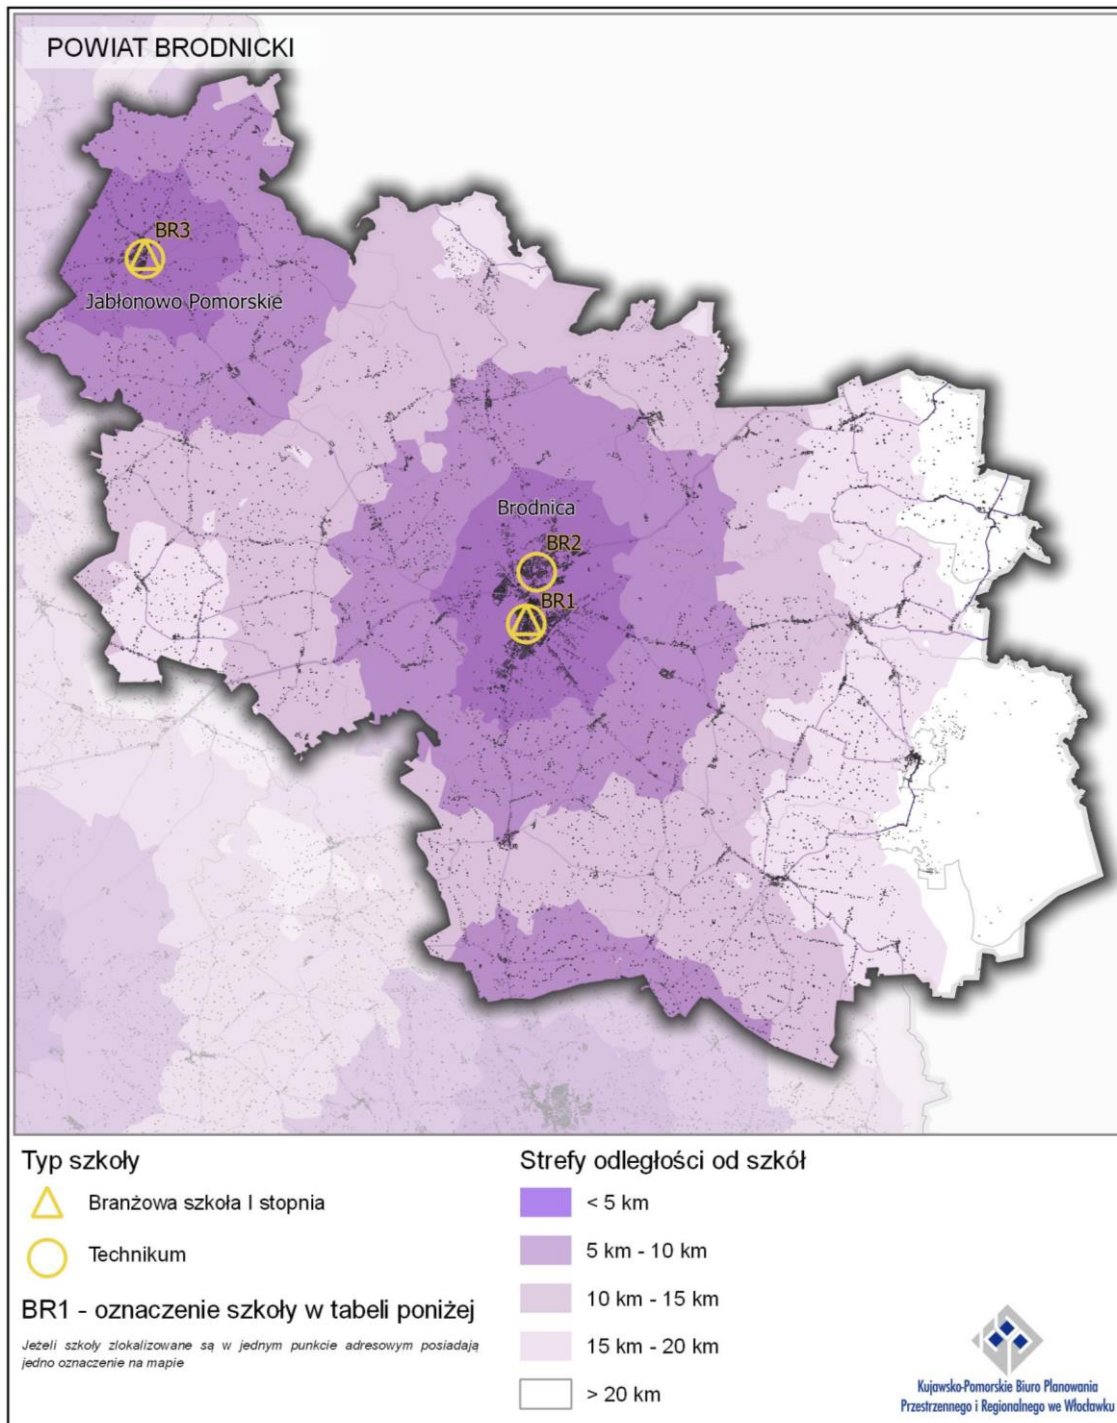 POWIAT BRODNICKI
BR3
Jabłonowo Pomorskie
Brodnica
BR2
BR1
Typ szkoły
Branżowa szkoła I stopnia
Technikum
BR1 - oznaczenie szkoły w tabeli poniżej
Jeżeli szkoły zlokalizowane są w jednym punkcie adresowym posiadają
jedno oznaczenie na mapie
Strefy odległości od szkół
< 5 km
5 km - 10 km
10 km - 15 km
15 km - 20 km
> 20 km
Kujawsko-Pomorskie Biuro Planowania
Przestrzennego i Regionalnego we Włocławku